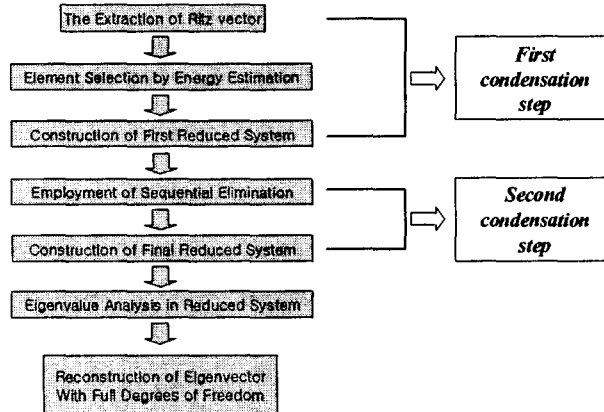 The Extraction of Ritz vector
Element Selection by Energy Estimation
Construction of First Reduced System
Employment of Sequential Elimination
Construction of Final Reduced System
Eigenvalue Analysis in Reduced System
Reconstruction of Eigenvector
With Full Degrees of Freedom
First
condensation
step
Second
condensation
step